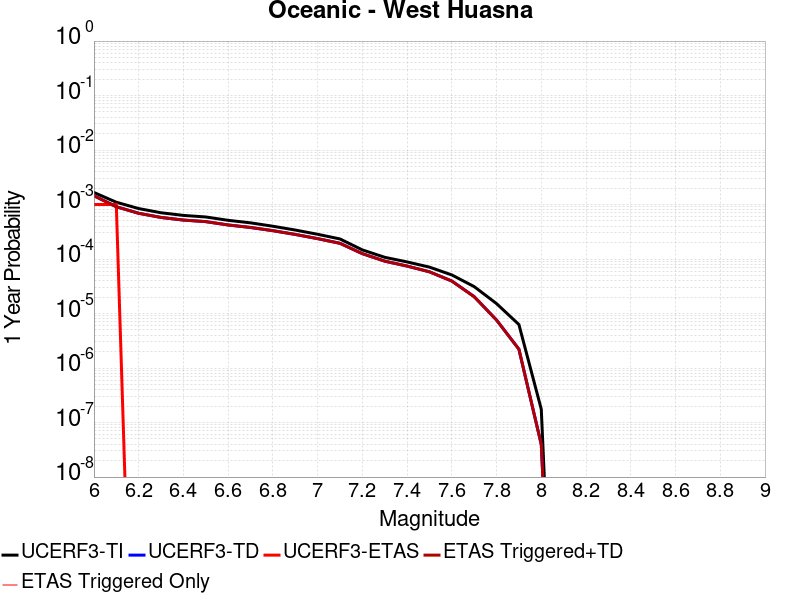 Oceanic - West Huasna
10^0
10^-1
10^-2
10^-3
10^-4
10^-5
10^-6
10^-7
10^-8
1 Year Probability
6 6.2 6.4 6.6 6.8 7 7.2 7.4 7.6 7.8 8 8.2 8.4 8.6 8.8 9
Magnitude
UCERF3-TI UCERF3-TD UCERF3-ETAS ETAS Triggered+TD
ETAS Triggered Only